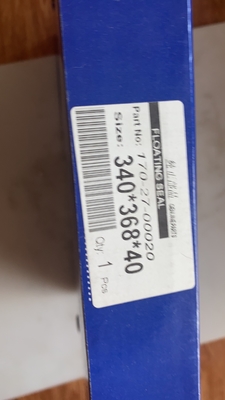 FLOATING SEAL
Part No: 170-27-00020
Size: 340*368*40
Qty: 1 Pcs